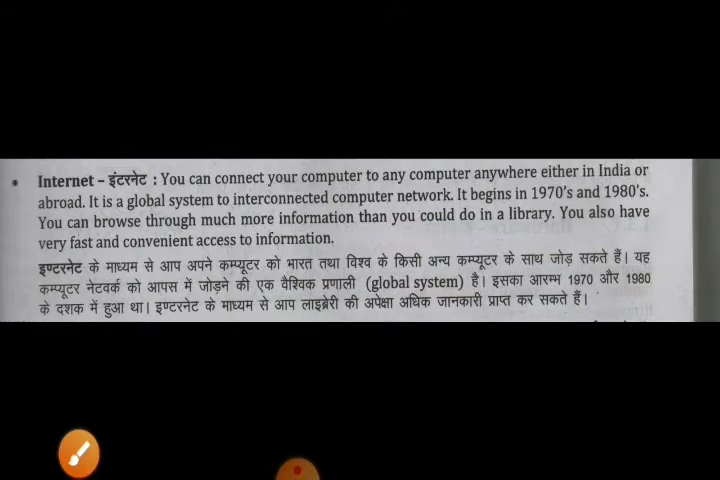 • Internet – इंटरनेट : You can connect your computer to any computer anywhere either in India or
abroad. It is a global system to interconnected computer network. It begins in 1970's and 1980's.
You can browse through much more information than you could do in a library. You also have
very fast and convenient access to information.
इण्टरनेट के माध्यम से आप अपने कम्प्यूटर को भारत तथा विश्व के किसी अन्य कम्प्यूटर के साथ जोड़ सकते हैं। यह
कम्प्यूटर नेटवर्क को आपस में जोड़ने की एक वैश्विक प्रणाली (global system) है। इसका आरम्भ 1970 और 1980
के दशक में हुआ था। इण्टरनेट के माध्यम से आप लाइब्रेरी की अपेक्षा अधिक जानकारी प्राप्त कर सकते हैं।